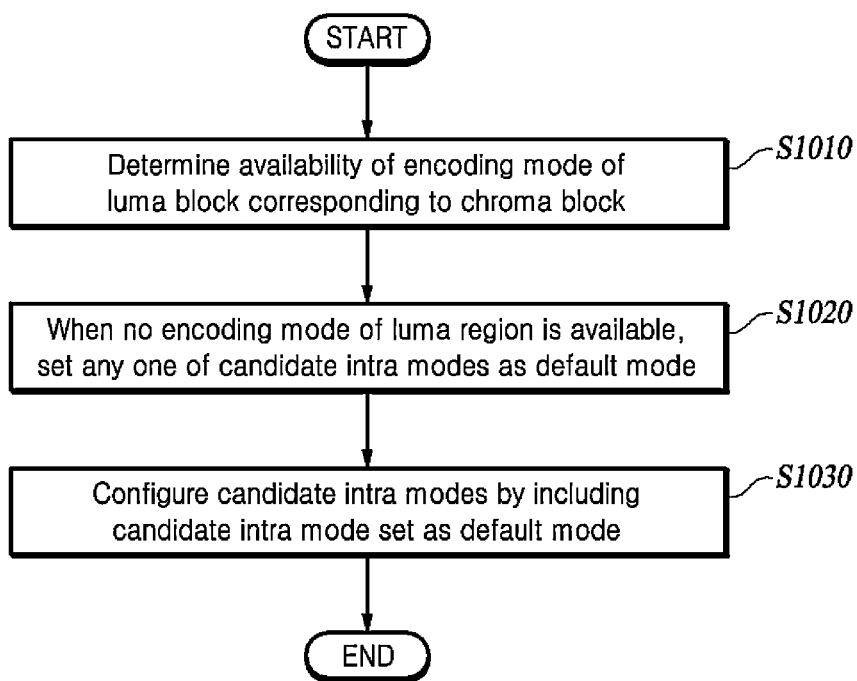 START
Determine availability of encoding mode of
luma block corresponding to chroma block
S1010
When no encoding mode of luma region is available,
set any one of candidate intra modes as default mode
S1020
Configure candidate intra modes by including
candidate intra mode set as default mode
S1030
END